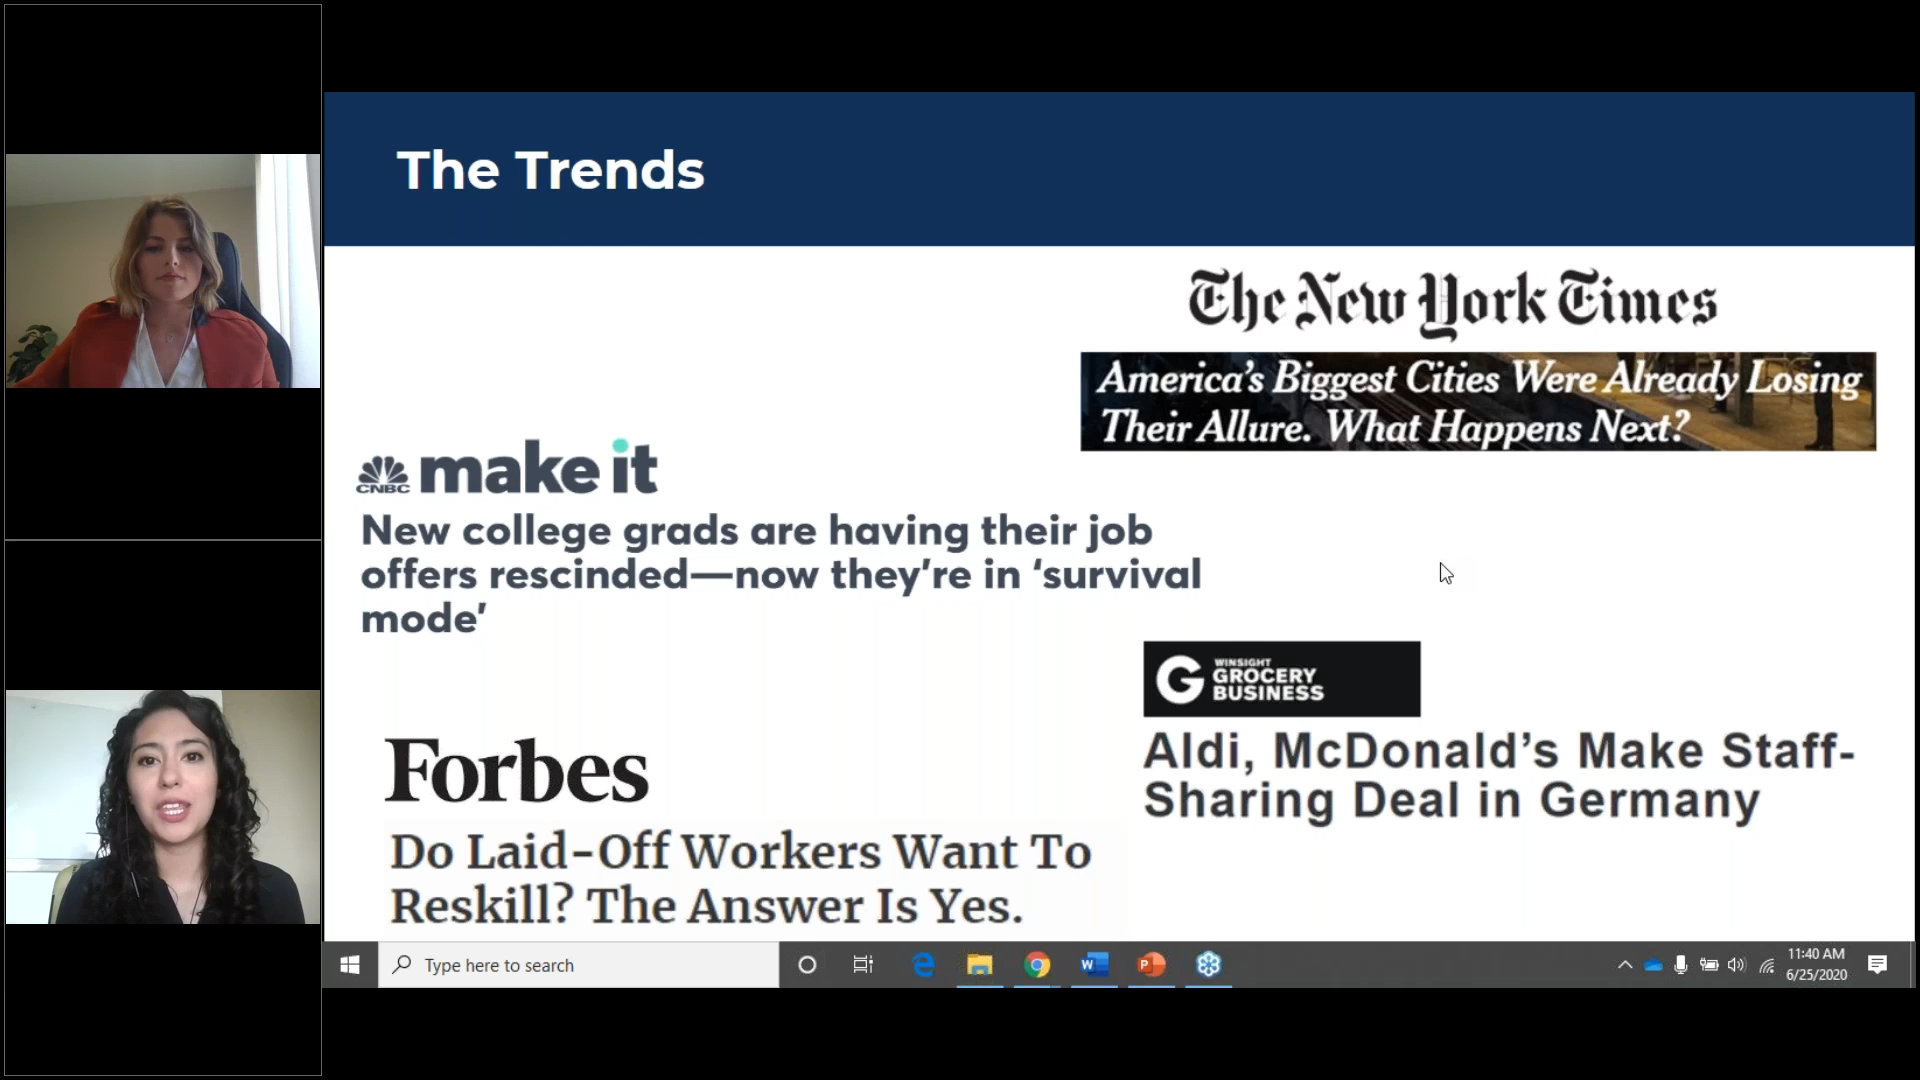 The Trends
The New York Times
America's Biggest Cities Were Already Losing
Their Allure. What Happens Next?
CNBC make it
New college grads are having their job
offers rescinded—now they're in 'survival
mode'
WINSIGHT
GROCERY
BUSINESS
Aldi, McDonald's Make Staff-
Sharing Deal in Germany
Forbes
Do Laid-Off Workers Want To
Reskill? The Answer Is Yes.
Type here to search
11:40 AM
6/25/2020